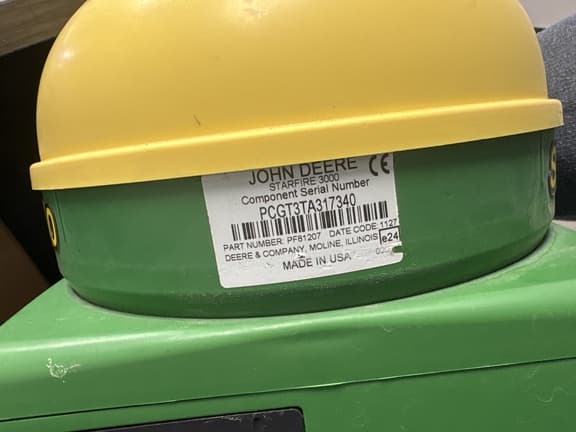 JOHN DEERE
STARFIRE 3000
Component Serial Number
PCGT3TA317340
PART NUMBER: PF81207 DATE CODE: 1127
DEERE & COMPANY, MOLINE, ILLINOIS e24
MADE IN USA